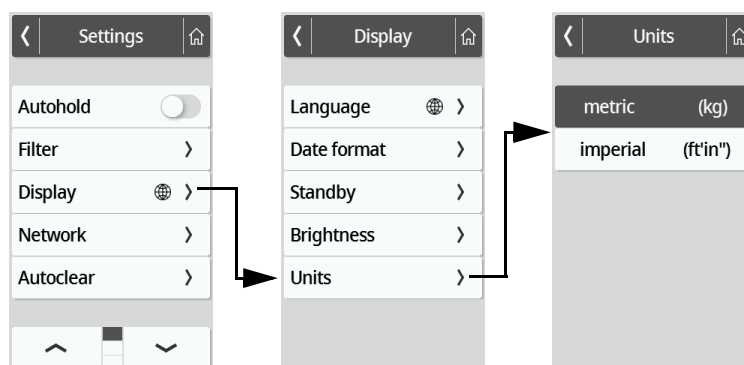 Settings
Autohold
Filter
Display
Network
Autoclear
Display
Language
Date format
Standby
Brightness
Units
Units
metric (kg)
imperial (ft'in")